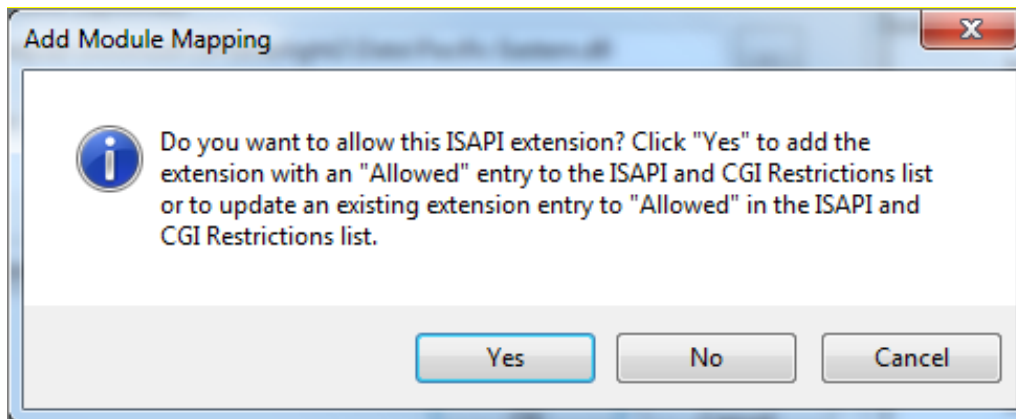 Add Module Mapping
Do you want to allow this ISAPI extension? Click "Yes" to add the
extension with an "Allowed" entry to the ISAPI and CGI Restrictions list
or to update an existing extension entry to "Allowed" in the ISAPI and
CGI Restrictions list.
Yes
No
Cancel